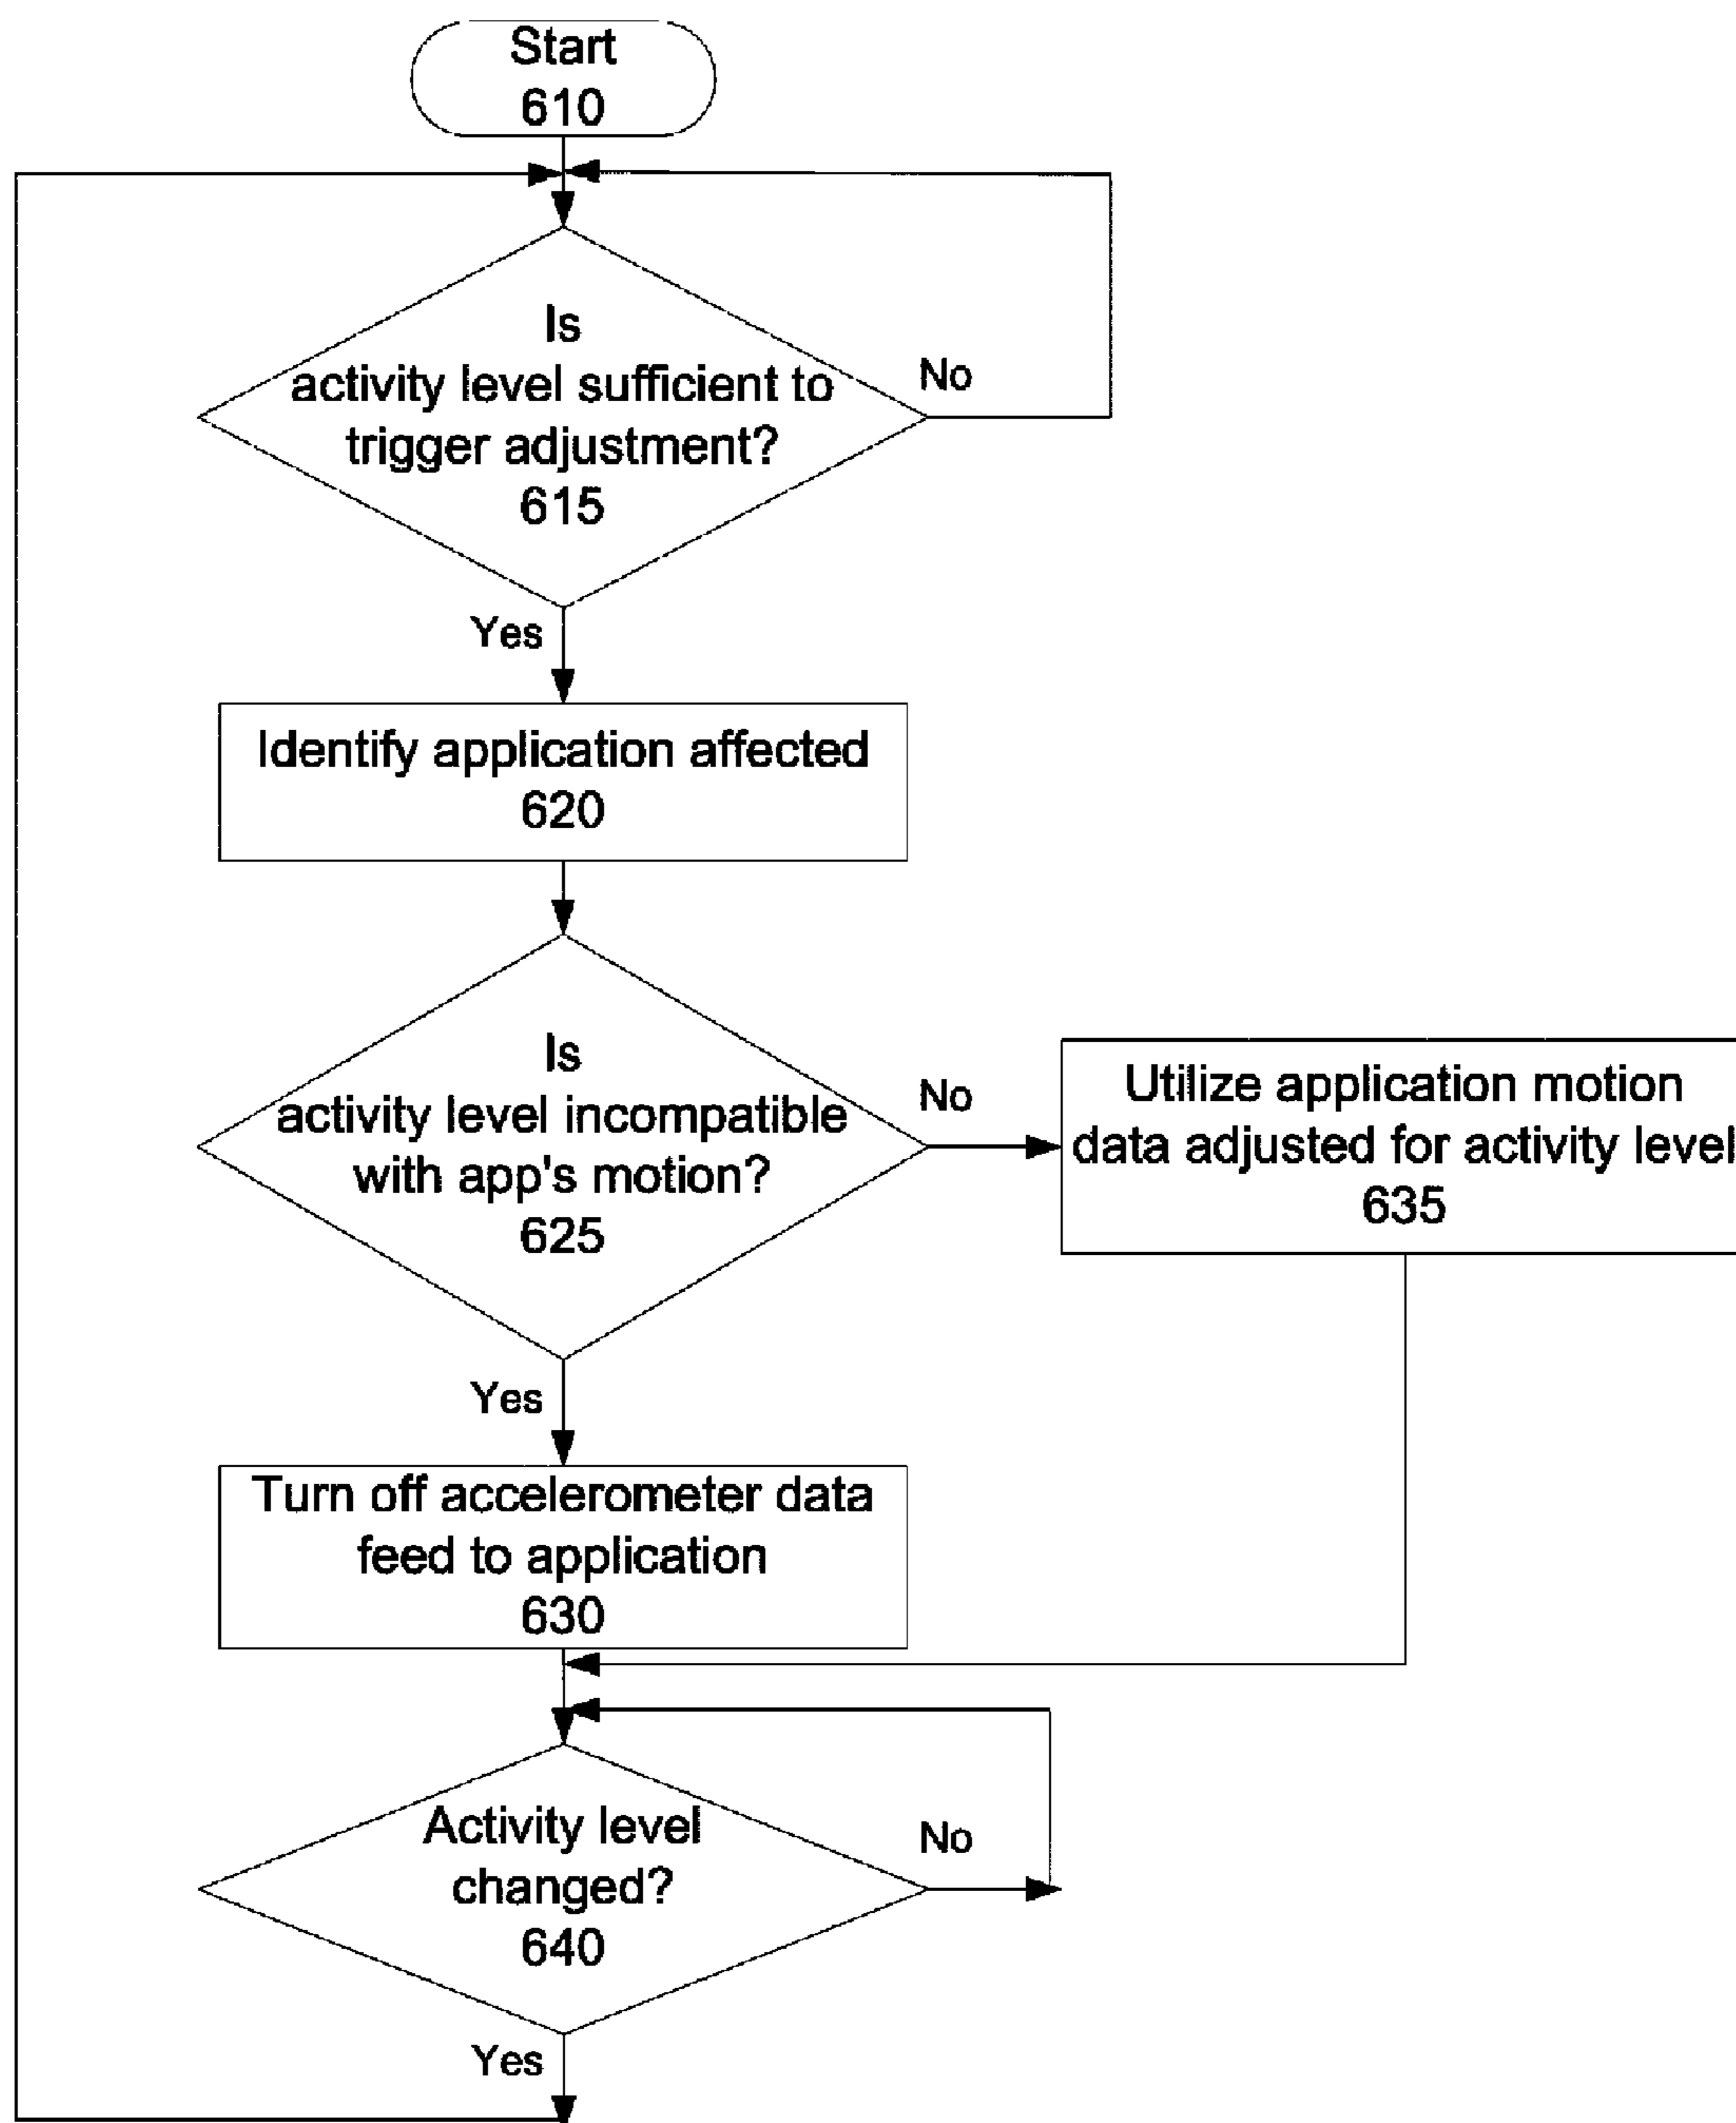 Start
610
Is
activity level sufficient to
trigger adjustment?
615
No
Yes
Identify application affected
620
Is
activity level incompatible
with app's motion?
625
No
Utilize application motion
data adjusted for activity level
635
Yes
Turn off accelerometer data
feed to application
630
Activity level
changed?
640
No
Yes